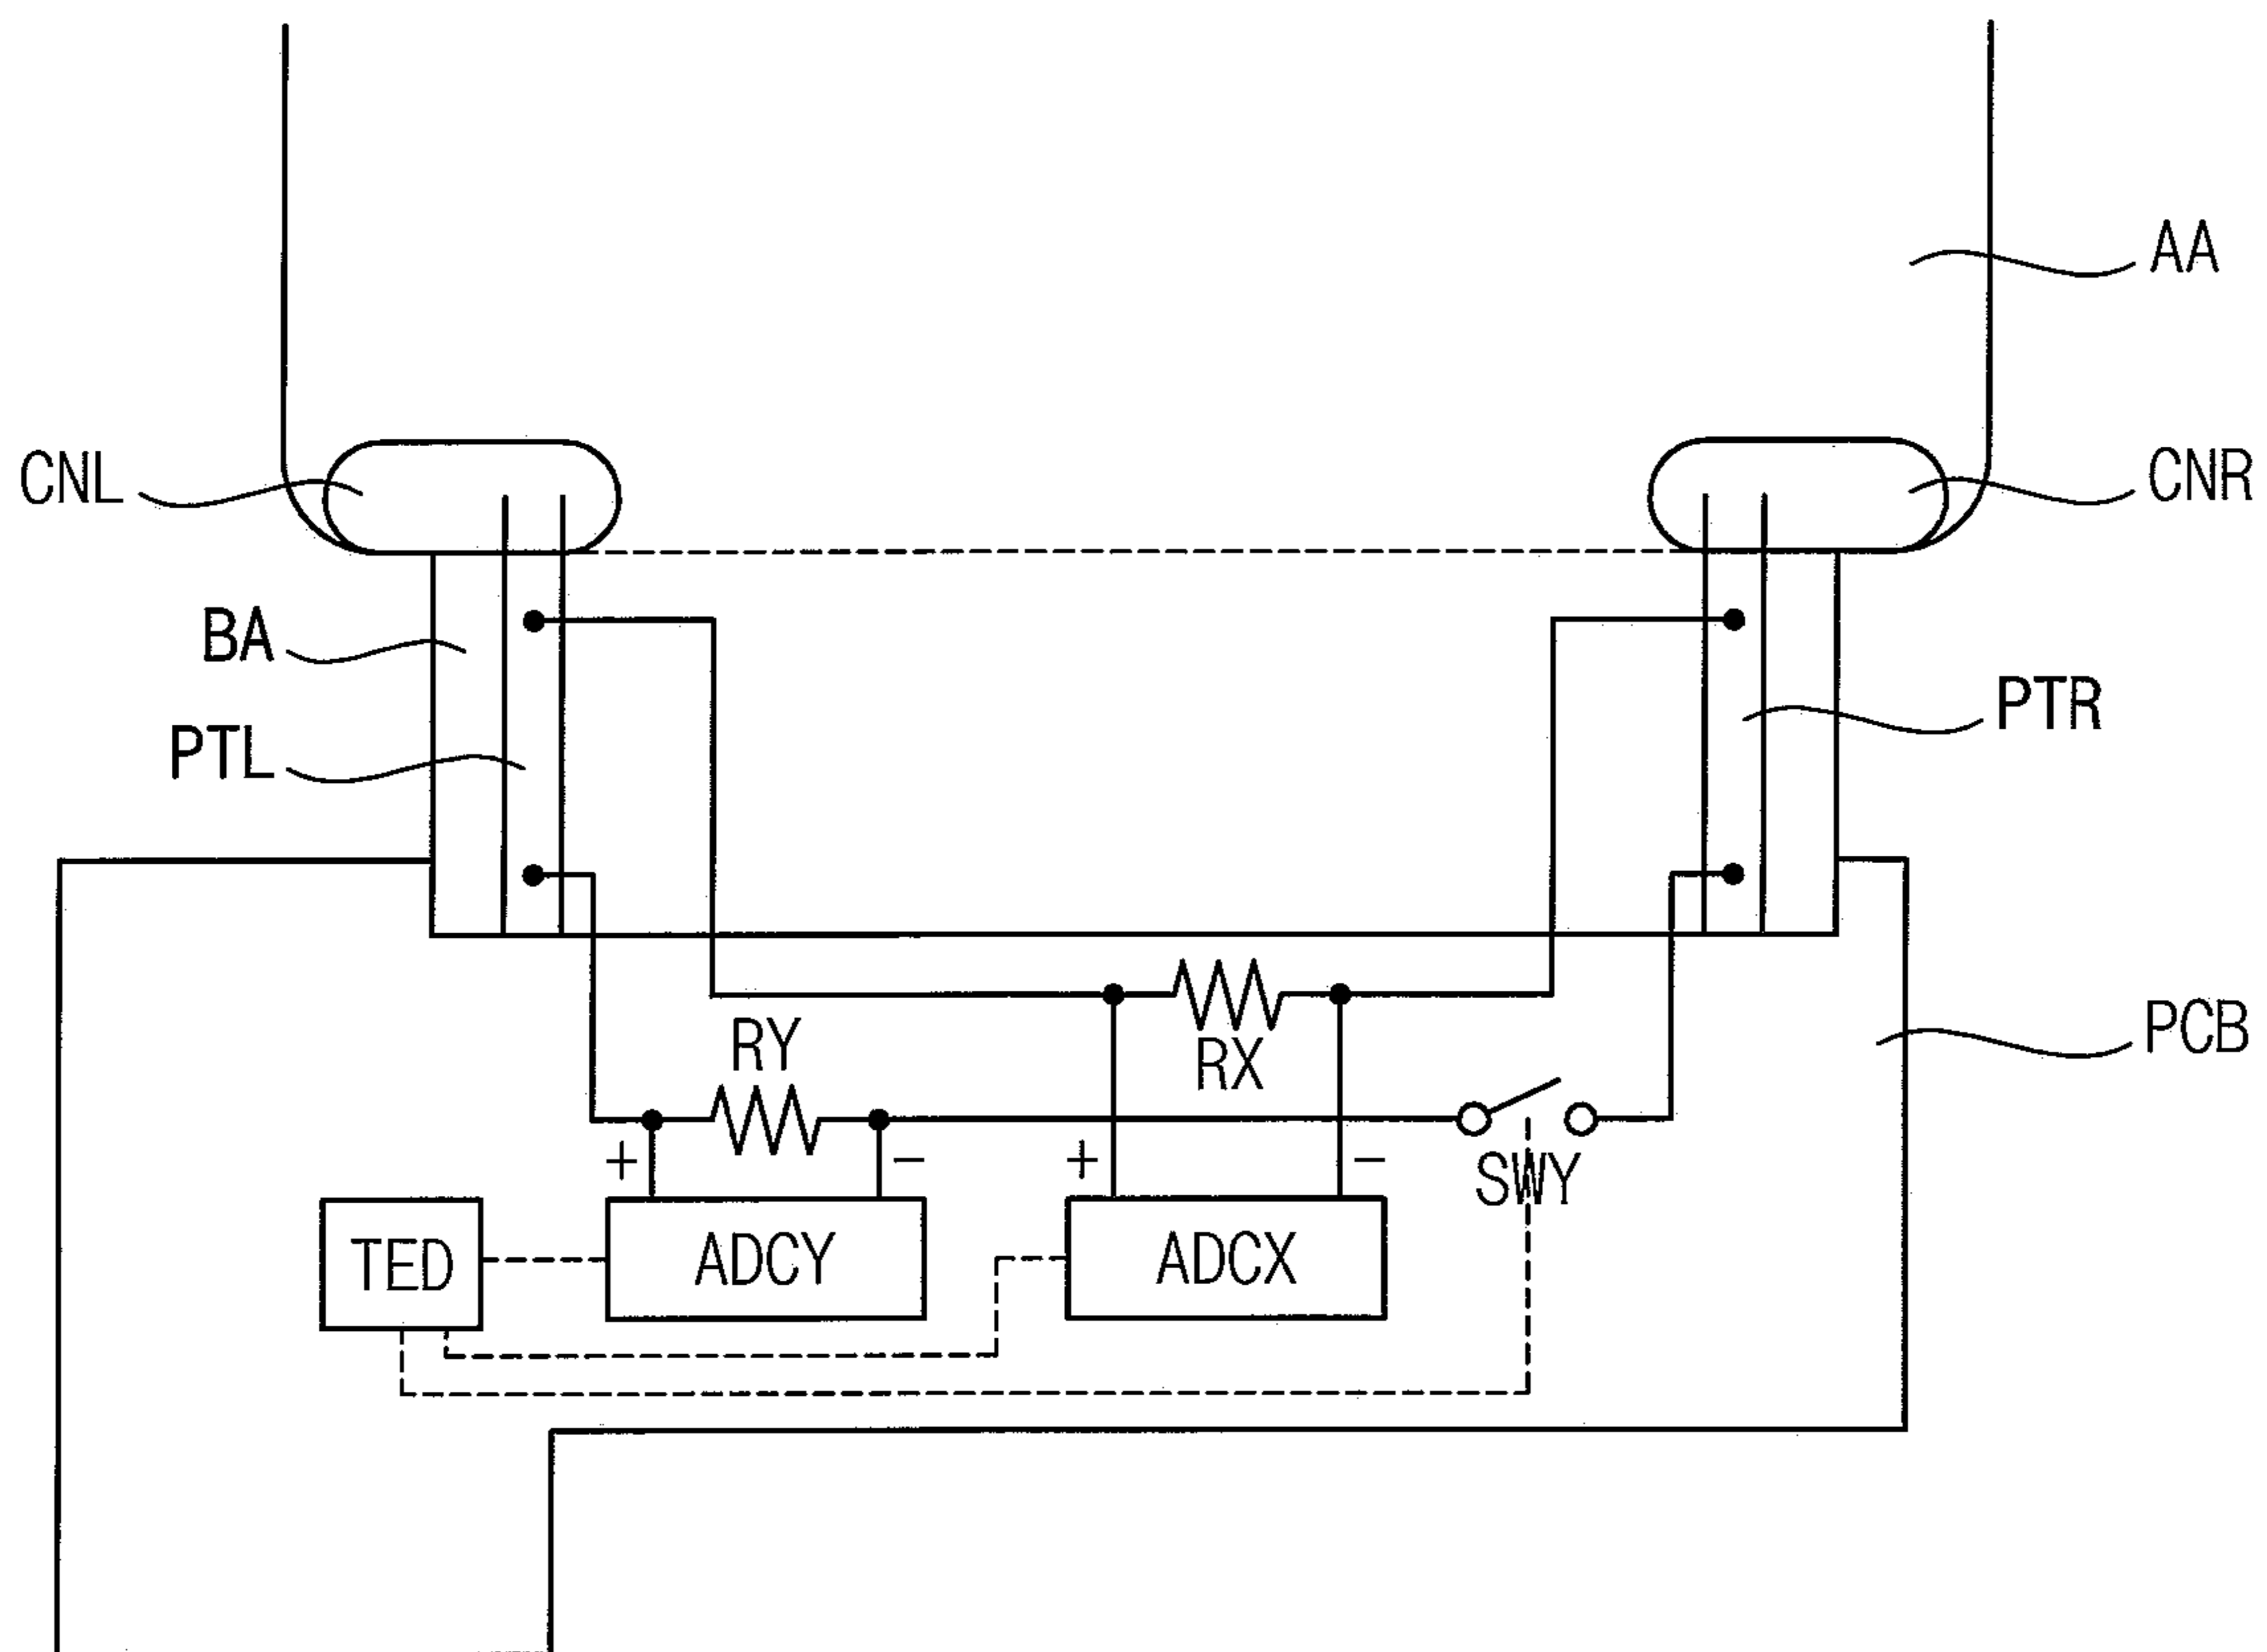 AA
CNL
CNR
BA
PTL
PTR
RY
RX
PCB
+ - + -
SWY
TED
ADCY
ADCX